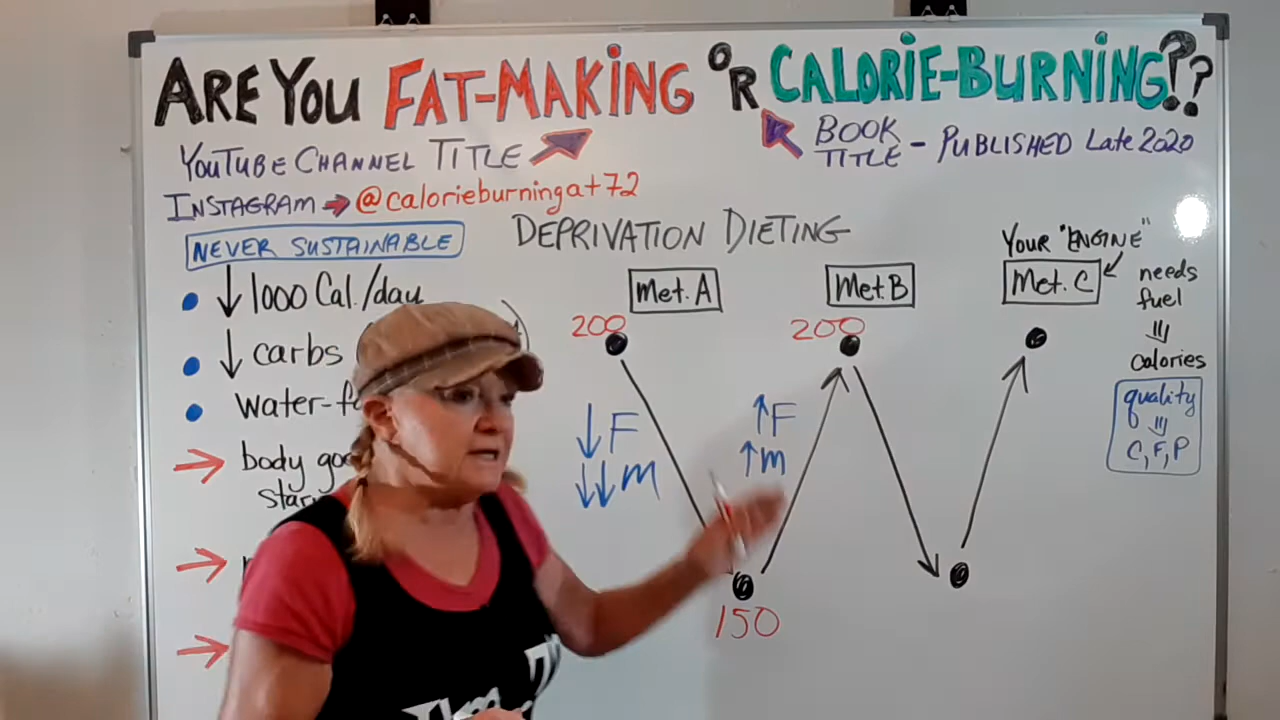 ARE YOU FAT-MAKING OR CALORIE-BURNING??
YOUTUBE CHANNEL TITLE
BOOK TITLE - PUBLISHED Late 2020
INSTAGRAM → @calorieburningat72
NEVER SUSTAINABLE
DEPRIVATION DIETING
↓ 1000 Cal./day
↓ carbs
water-
body
Met. A
200
↓ F
↓↓ m
150
Met. B
200
↑ F
↑ m
YOUR "ENGINE"
Met. C
needs
fuel
calories
quality
C, F, P